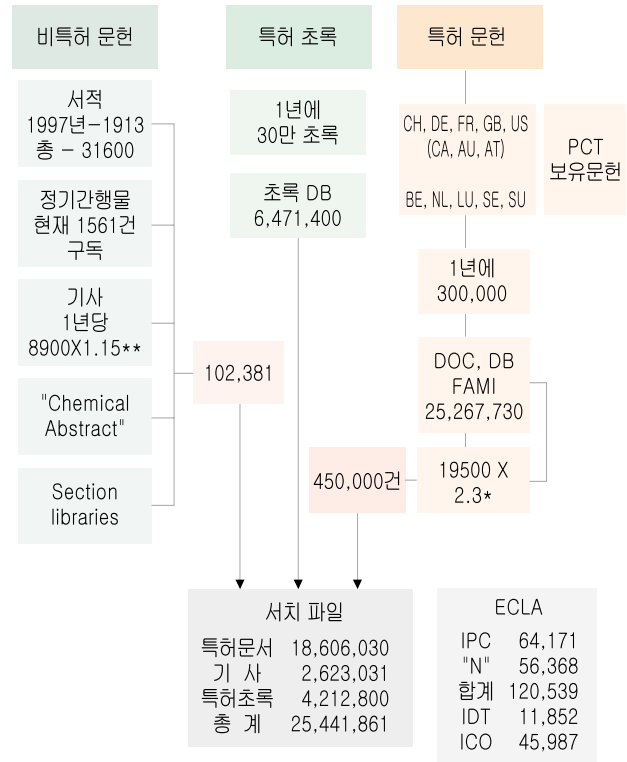 비특허 문헌
서적
1997년-1913
총 - 31600
정기간행물
현재 1561건
구독
기사
1년당
8900X1.15**
"Chemical
Abstract"
Section
libraries
102,381
특허 초록
1년에
30만 초록
초록 DB
6,471,400
특허 문헌
CH, DE, FR, GB, US
(CA, AU, AT)
BE, NL, LU, SE, SU
PCT
보유문헌
1년에
300,000
DOC, DB
FAMI
25,267,730
19500 X
2.3*
450,000건
서치 파일
특허문서 18,606,030
기 사 2,623,031
특허초록 4,212,800
총 계 25,441,861
ECLA
IPC 64,171
"N" 56,368
합계 120,539
IDT 11,852
ICO 45,987